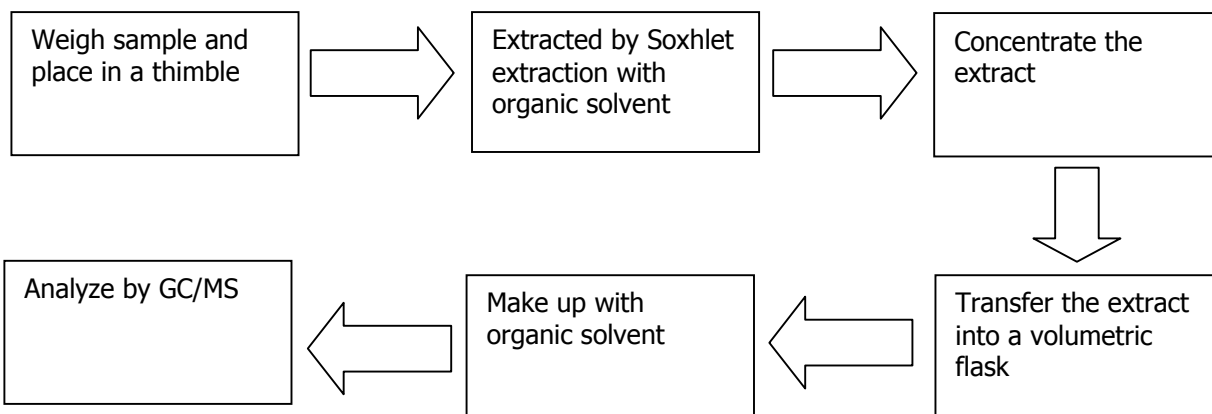 Weigh sample and
place in a thimble
Extracted by Soxhlet
extraction with
organic solvent
Concentrate the
extract
Transfer the extract
into a volumetric
flask
Make up with
organic solvent
Analyze by GC/MS